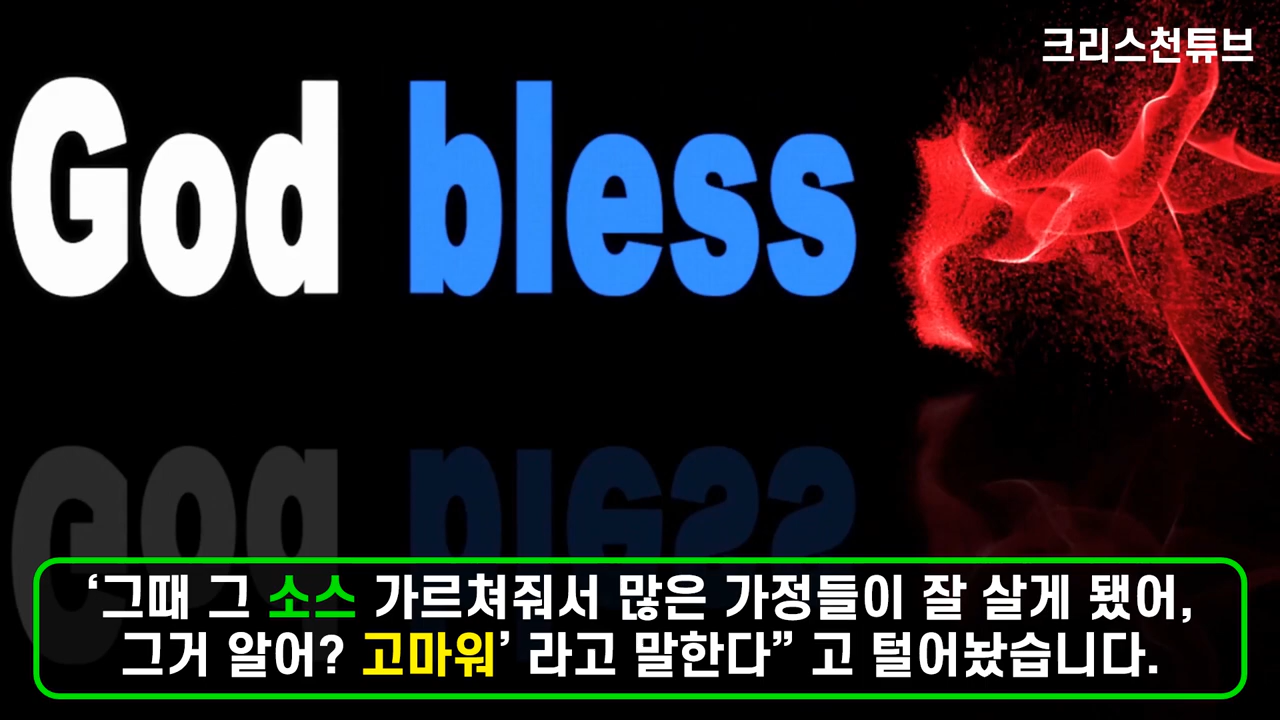 크리스천튜브
God bless
‘그때 그 소스 가르쳐줘서 많은 가정들이 잘 살게 됐어,
그거 알어? 고마워’ 라고 말한다” 고 털어놨습니다.